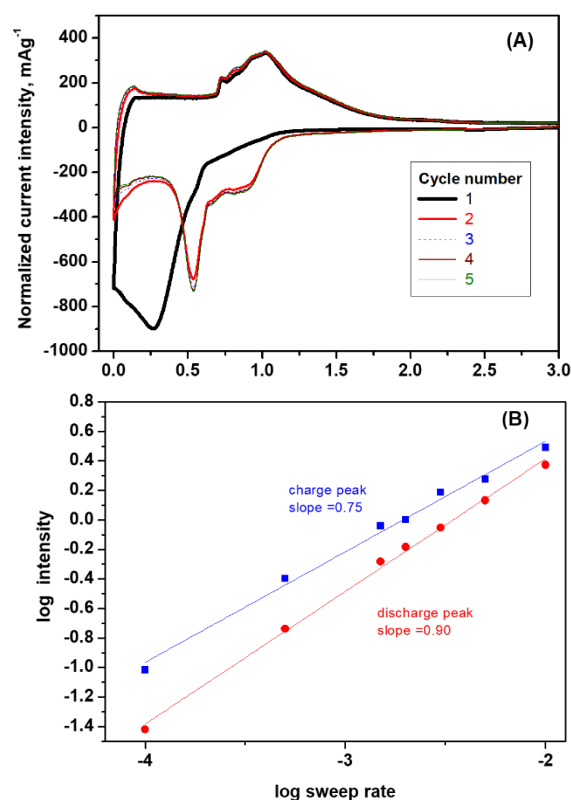 (A)
Normalized current intensity, mAg⁻¹
400
200
0
-200
-400
-600
-800
-1000
0.0 0.5 1.0 1.5 2.0 2.5 3.0
Cycle number
1
2
3
4
5
(B)
log intensity
0.8
0.6
0.4
0.2
0.0
-0.2
-0.4
-0.6
-0.8
-1.0
-1.2
-1.4
charge peak
slope =0.75
discharge peak
slope =0.90
-4 -3 -2
log sweep rate